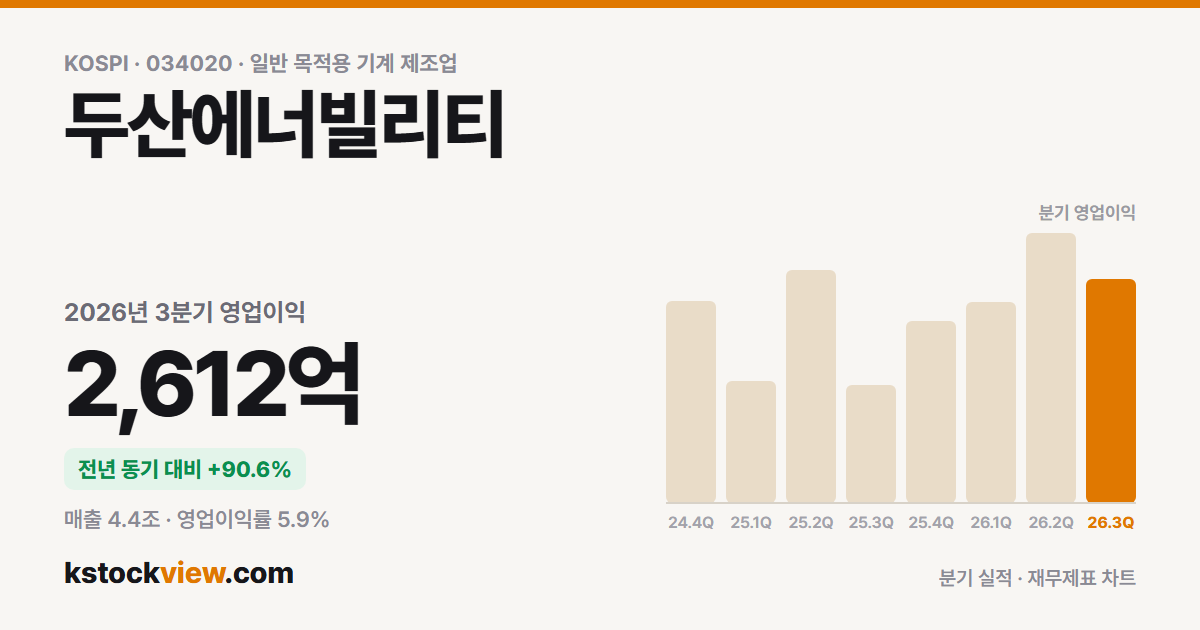 KOSPI · 034020 · 일반 목적용 기계 제조업
두산에너빌리티
2026년 3분기 영업이익
2,612억
전년 동기 대비 +90.6%
매출 4.4조 · 영업이익률 5.9%
kstockview.com
분기 영업이익
24.4Q 25.1Q 25.2Q 25.3Q 25.4Q 26.1Q 26.2Q 26.3Q
분기 실적 · 재무제표 차트